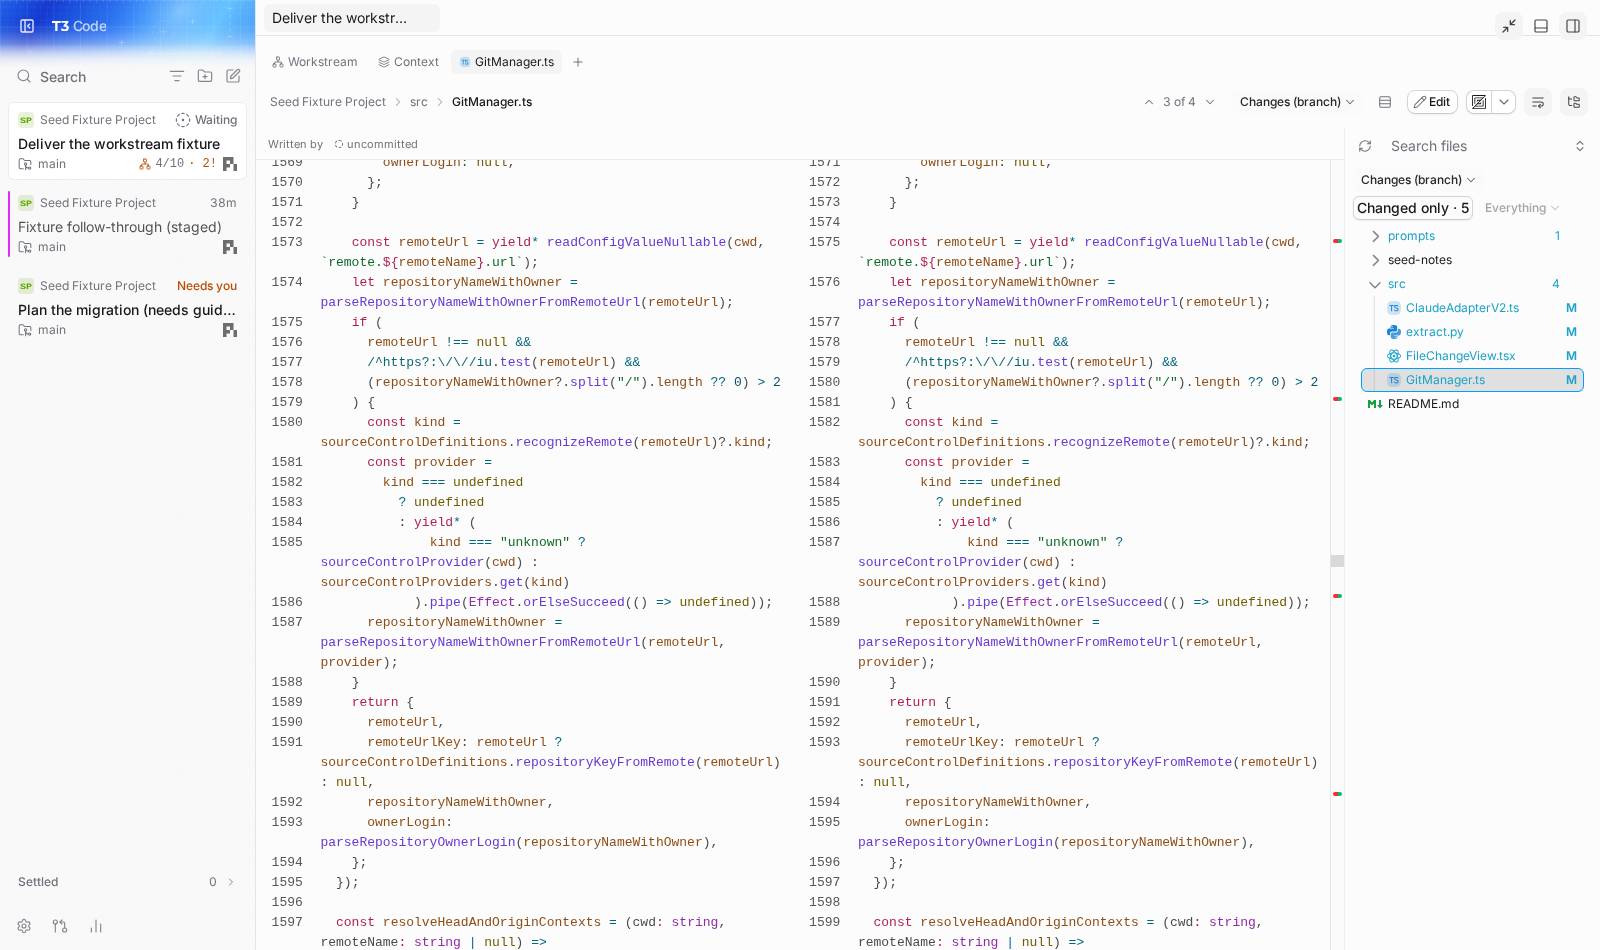 T3 Code
Deliver the workstr...
Search
Workstream
Context
GitManager.ts
Seed Fixture Project
src
GitManager.ts
3 of 4
Changes (branch)
Edit
SP Seed Fixture Project Waiting
Deliver the workstream fixture
main 4/10 · 2!
SP Seed Fixture Project 38m
Fixture follow-through (staged)
main
SP Seed Fixture Project Needs you
Plan the migration (needs guid...
main
Settled 0
Written by uncommitted
1569 ownerLogin: null,
1570 };
1571 }
1572
1573 const remoteUrl = yield* readConfigValueNullable(cwd,
`remote.${remoteName}.url`);
1574 let repositoryNameWithOwner =
parseRepositoryNameWithOwnerFromRemoteUrl(remoteUrl);
1575 if (
1576 remoteUrl !== null &&
1577 /^https?:\/\//iu.test(remoteUrl) &&
1578 (repositoryNameWithOwner?.split("/").length ?? 0) > 2
1579 ) {
1580 const kind =
sourceControlDefinitions.recognizeRemote(remoteUrl)?.kind;
1581 const provider =
1582 kind === undefined
1583 ? undefined
1584 : yield* (
1585 kind === "unknown" ?
sourceControlProvider(cwd) :
sourceControlProviders.get(kind)
1586 ).pipe(Effect.orElseSucceed(() => undefined));
1587 repositoryNameWithOwner =
parseRepositoryNameWithOwnerFromRemoteUrl(remoteUrl,
provider);
1588 }
1589 return {
1590 remoteUrl,
1591 remoteUrlKey: remoteUrl ?
sourceControlDefinitions.repositoryKeyFromRemote(remoteUrl)
: null,
1592 repositoryNameWithOwner,
1593 ownerLogin:
parseRepositoryOwnerLogin(repositoryNameWithOwner),
1594 };
1595 });
1596
1597 const resolveHeadAndOriginContexts = (cwd: string,
remoteName: string | null) =>
1571 ownerLogin: null,
1572 };
1573 }
1574
1575 const remoteUrl = yield* readConfigValueNullable(cwd,
`remote.${remoteName}.url`);
1576 let repositoryNameWithOwner =
parseRepositoryNameWithOwnerFromRemoteUrl(remoteUrl);
1577 if (
1578 remoteUrl !== null &&
1579 /^https?:\/\//iu.test(remoteUrl) &&
1580 (repositoryNameWithOwner?.split("/").length ?? 0) > 2
1581 ) {
1582 const kind =
sourceControlDefinitions.recognizeRemote(remoteUrl)?.kind;
1583 const provider =
1584 kind === undefined
1585 ? undefined
1586 : yield* (
1587 kind === "unknown" ?
sourceControlProvider(cwd) :
sourceControlProviders.get(kind)
1588 ).pipe(Effect.orElseSucceed(() => undefined));
1589 repositoryNameWithOwner =
parseRepositoryNameWithOwnerFromRemoteUrl(remoteUrl,
provider);
1590 }
1591 return {
1592 remoteUrl,
1593 remoteUrlKey: remoteUrl ?
sourceControlDefinitions.repositoryKeyFromRemote(remoteUrl)
: null,
1594 repositoryNameWithOwner,
1595 ownerLogin:
parseRepositoryOwnerLogin(repositoryNameWithOwner),
1596 };
1597 });
1598
1599 const resolveHeadAndOriginContexts = (cwd: string,
remoteName: string | null) =>
Search files
Changes (branch)
Changed only · 5 Everything
prompts 1
seed-notes
src 4
TS ClaudeAdapterV2.ts M
extract.py M
FileChangeView.tsx M
TS GitManager.ts M
README.md